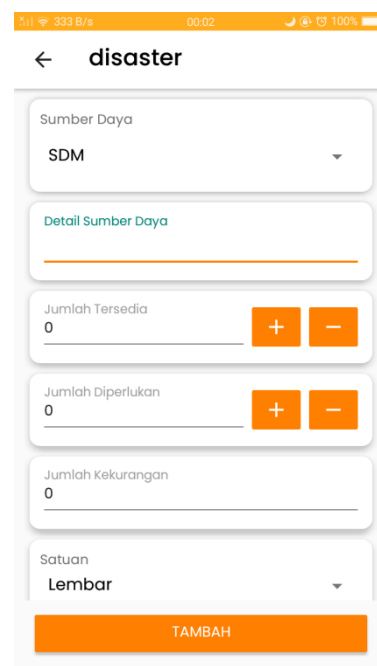 333 B/s 00:02 100%
disaster
Sumber Daya
SDM
Detail Sumber Daya
Jumlah Tersedia
0
+ −
Jumlah Diperlukan
0
+ −
Jumlah Kekurangan
0
Satuan
Lembar
TAMBAH